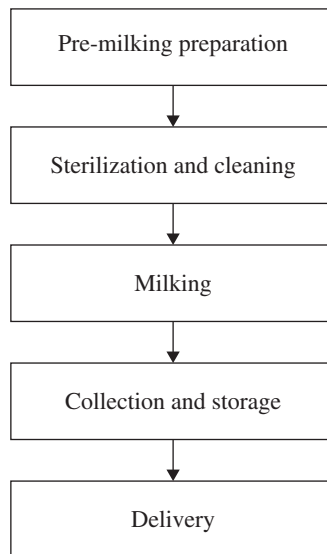 Pre-milking preparation
Sterilization and cleaning
Milking
Collection and storage
Delivery